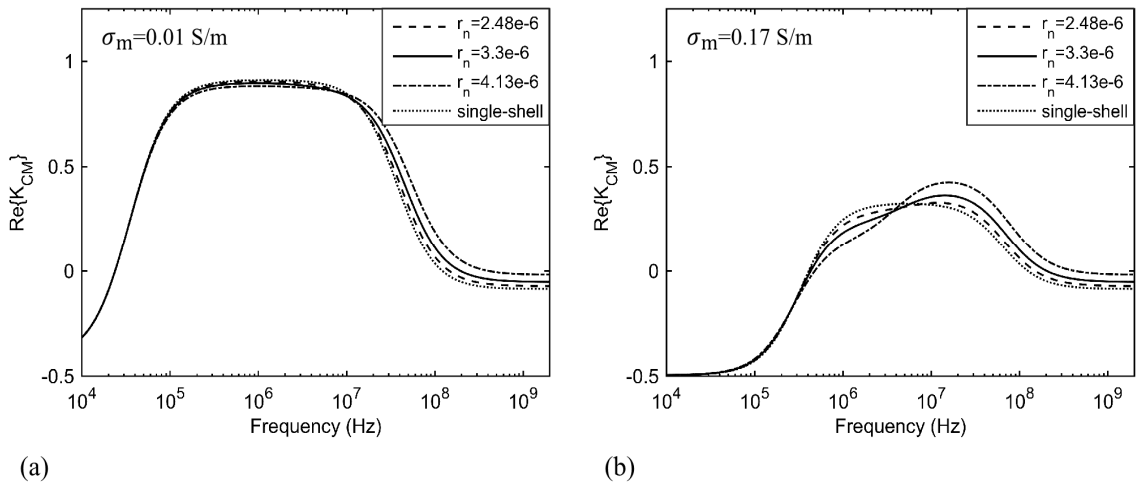 σm=0.01 S/m
rn=2.48e-6
rn=3.3e-6
rn=4.13e-6
single-shell
1
0.5
0
-0.5
Re{KCM}
10^4 10^5 10^6 10^7 10^8 10^9
Frequency (Hz)
(a)
σm=0.17 S/m
rn=2.48e-6
rn=3.3e-6
rn=4.13e-6
single-shell
1
0.5
0
-0.5
Re{KCM}
10^4 10^5 10^6 10^7 10^8 10^9
Frequency (Hz)
(b)